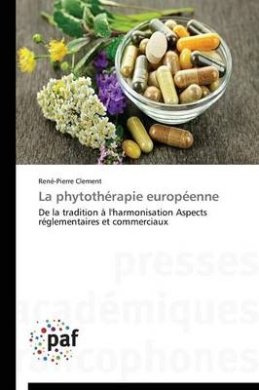 René-Pierre Clement
La phytothérapie européenne
De la tradition à l'harmonisation Aspects
réglementaires et commerciaux
presses
académiques
francophones
paf